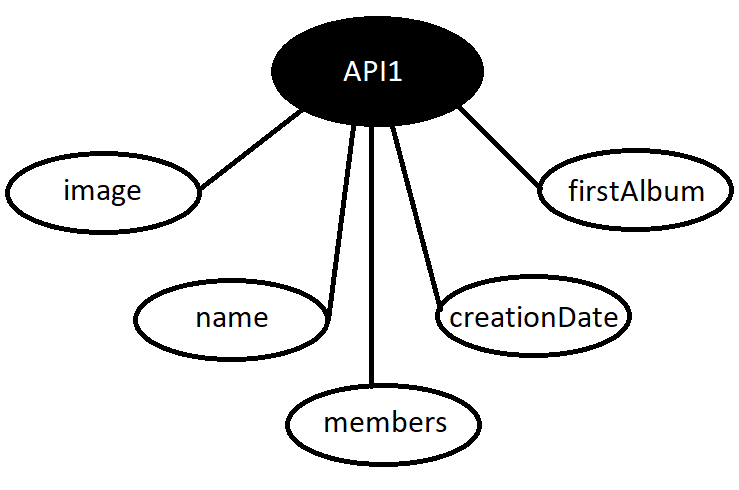 API1
image
firstAlbum
name
creationDate
members